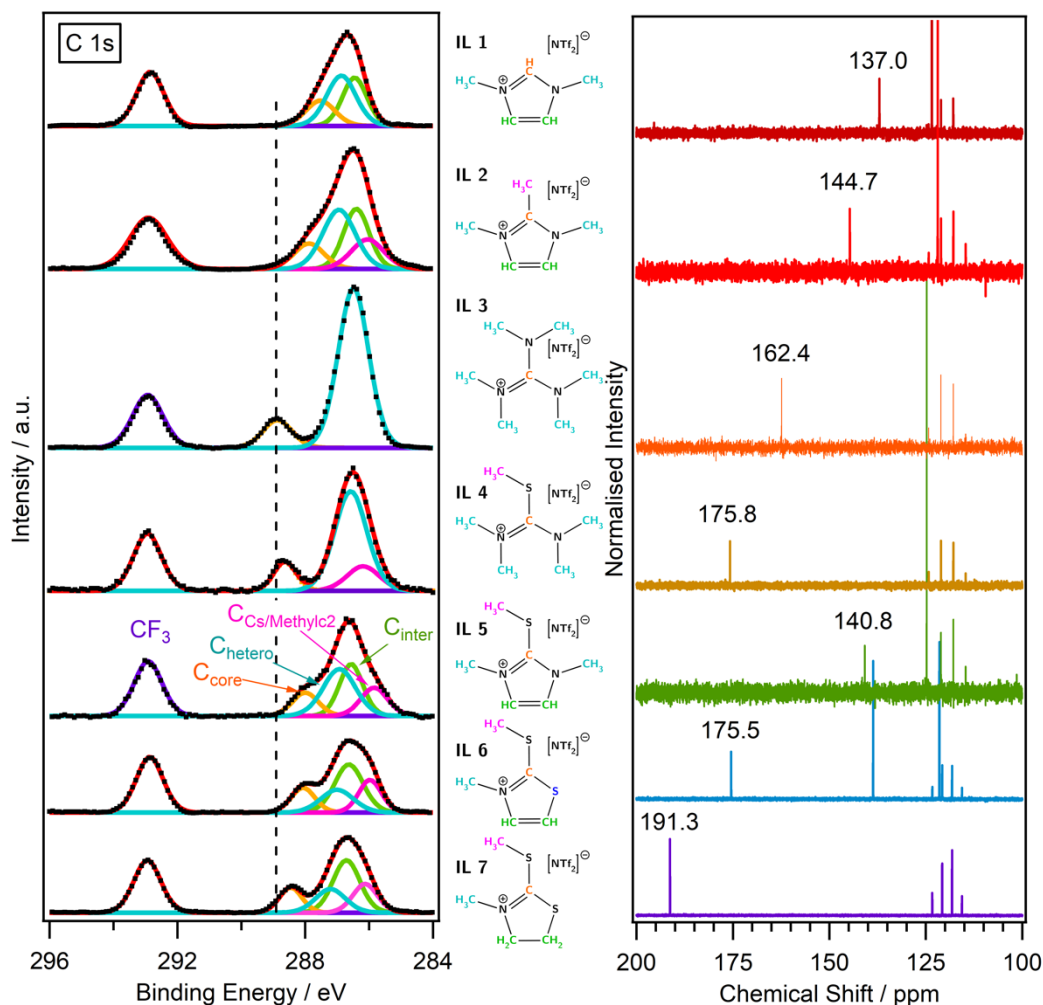 C 1s
IL 1
[NTf₂]⊖
H
C
H₃C
N⊕
N
CH₃
HC
CH
137.0
IL 2
[NTf₂]⊖
H₃C
C
H₃C
N⊕
N
CH₃
HC
CH
144.7
IL 3
H₃C
CH₃
N
[NTf₂]⊖
H₃C
C
CH₃
⊕N
N
CH₃
CH₃
162.4
Intensity / a.u.
Normalised Intensity
IL 4
H₃C
S
[NTf₂]⊖
H₃C
C
CH₃
⊕N
N
CH₃
CH₃
175.8
CF₃
C_Cs/Methylc2
C_hetero
C_inter
C_core
IL 5
H₃C
S
[NTf₂]⊖
H₃C
C
CH₃
N⊕
N
HC
CH
140.8
IL 6
H₃C
S
[NTf₂]⊖
C
H₃C
N⊕
S
HC
CH
175.5
IL 7
H₃C
S
[NTf₂]⊖
C
H₃C
N⊕
S
H₂C
CH₂
191.3
296 292 288 284
Binding Energy / eV
200 175 150 125 100
Chemical Shift / ppm